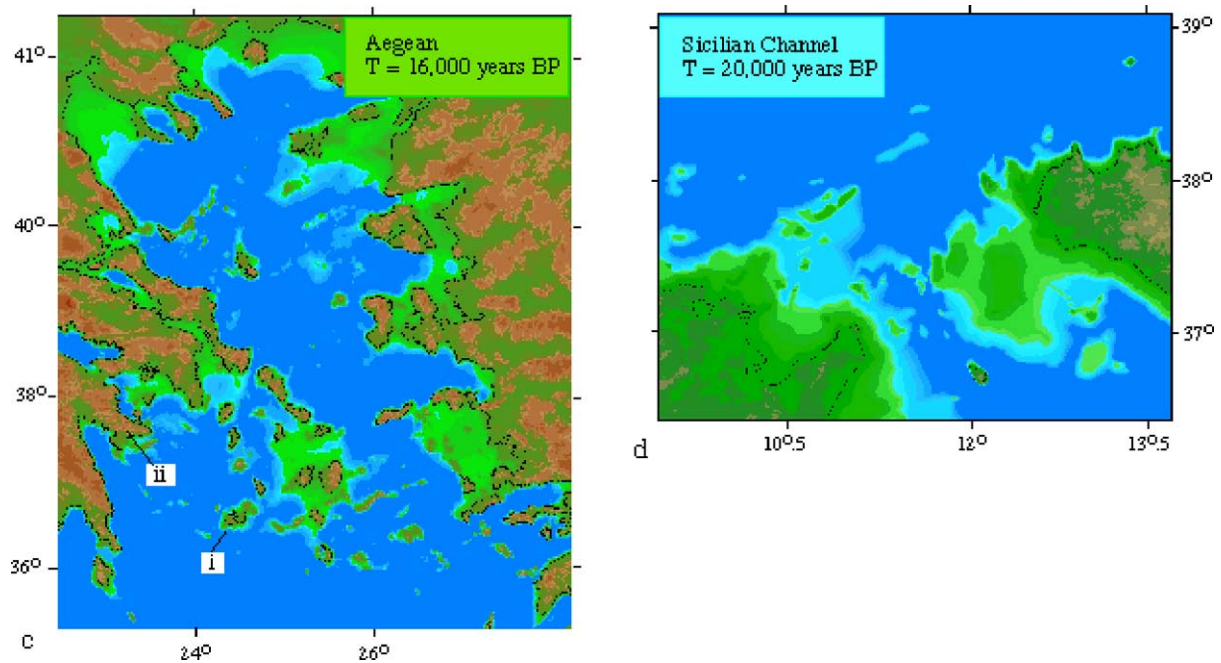 Aegean
T = 16,000 years BP
41°
40°
38°
36°
24°
26°
ii
i
c
Sicilian Channel
T = 20,000 years BP
39°
38°
37°
10°.5
12°
13°.5
d